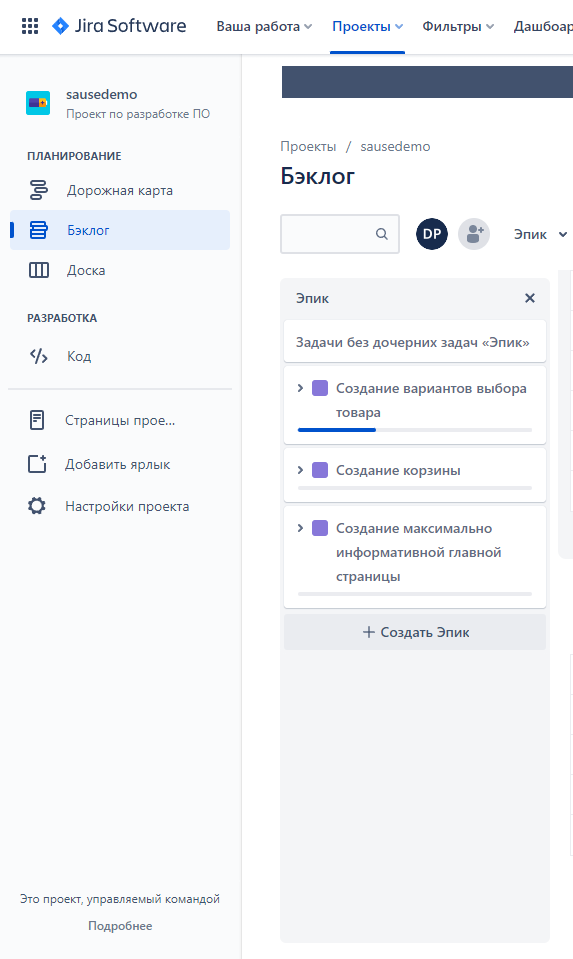 Jira Software
Ваша работа
Проекты
Фильтры
Дашбоар
sausedemo
Проект по разработке ПО
ПЛАНИРОВАНИЕ
Дорожная карта
Бэклог
Доска
РАЗРАБОТКА
Код
Страницы прое...
Добавить ярлык
Настройки проекта
Это проект, управляемый командой
Подробнее
Проекты / sausedemo
Бэклог
DP
Эпик
Эпик
Задачи без дочерних задач «Эпик»
Создание вариантов выбора
товара
Создание корзины
Создание максимально
информативной главной
страницы
+ Создать Эпик